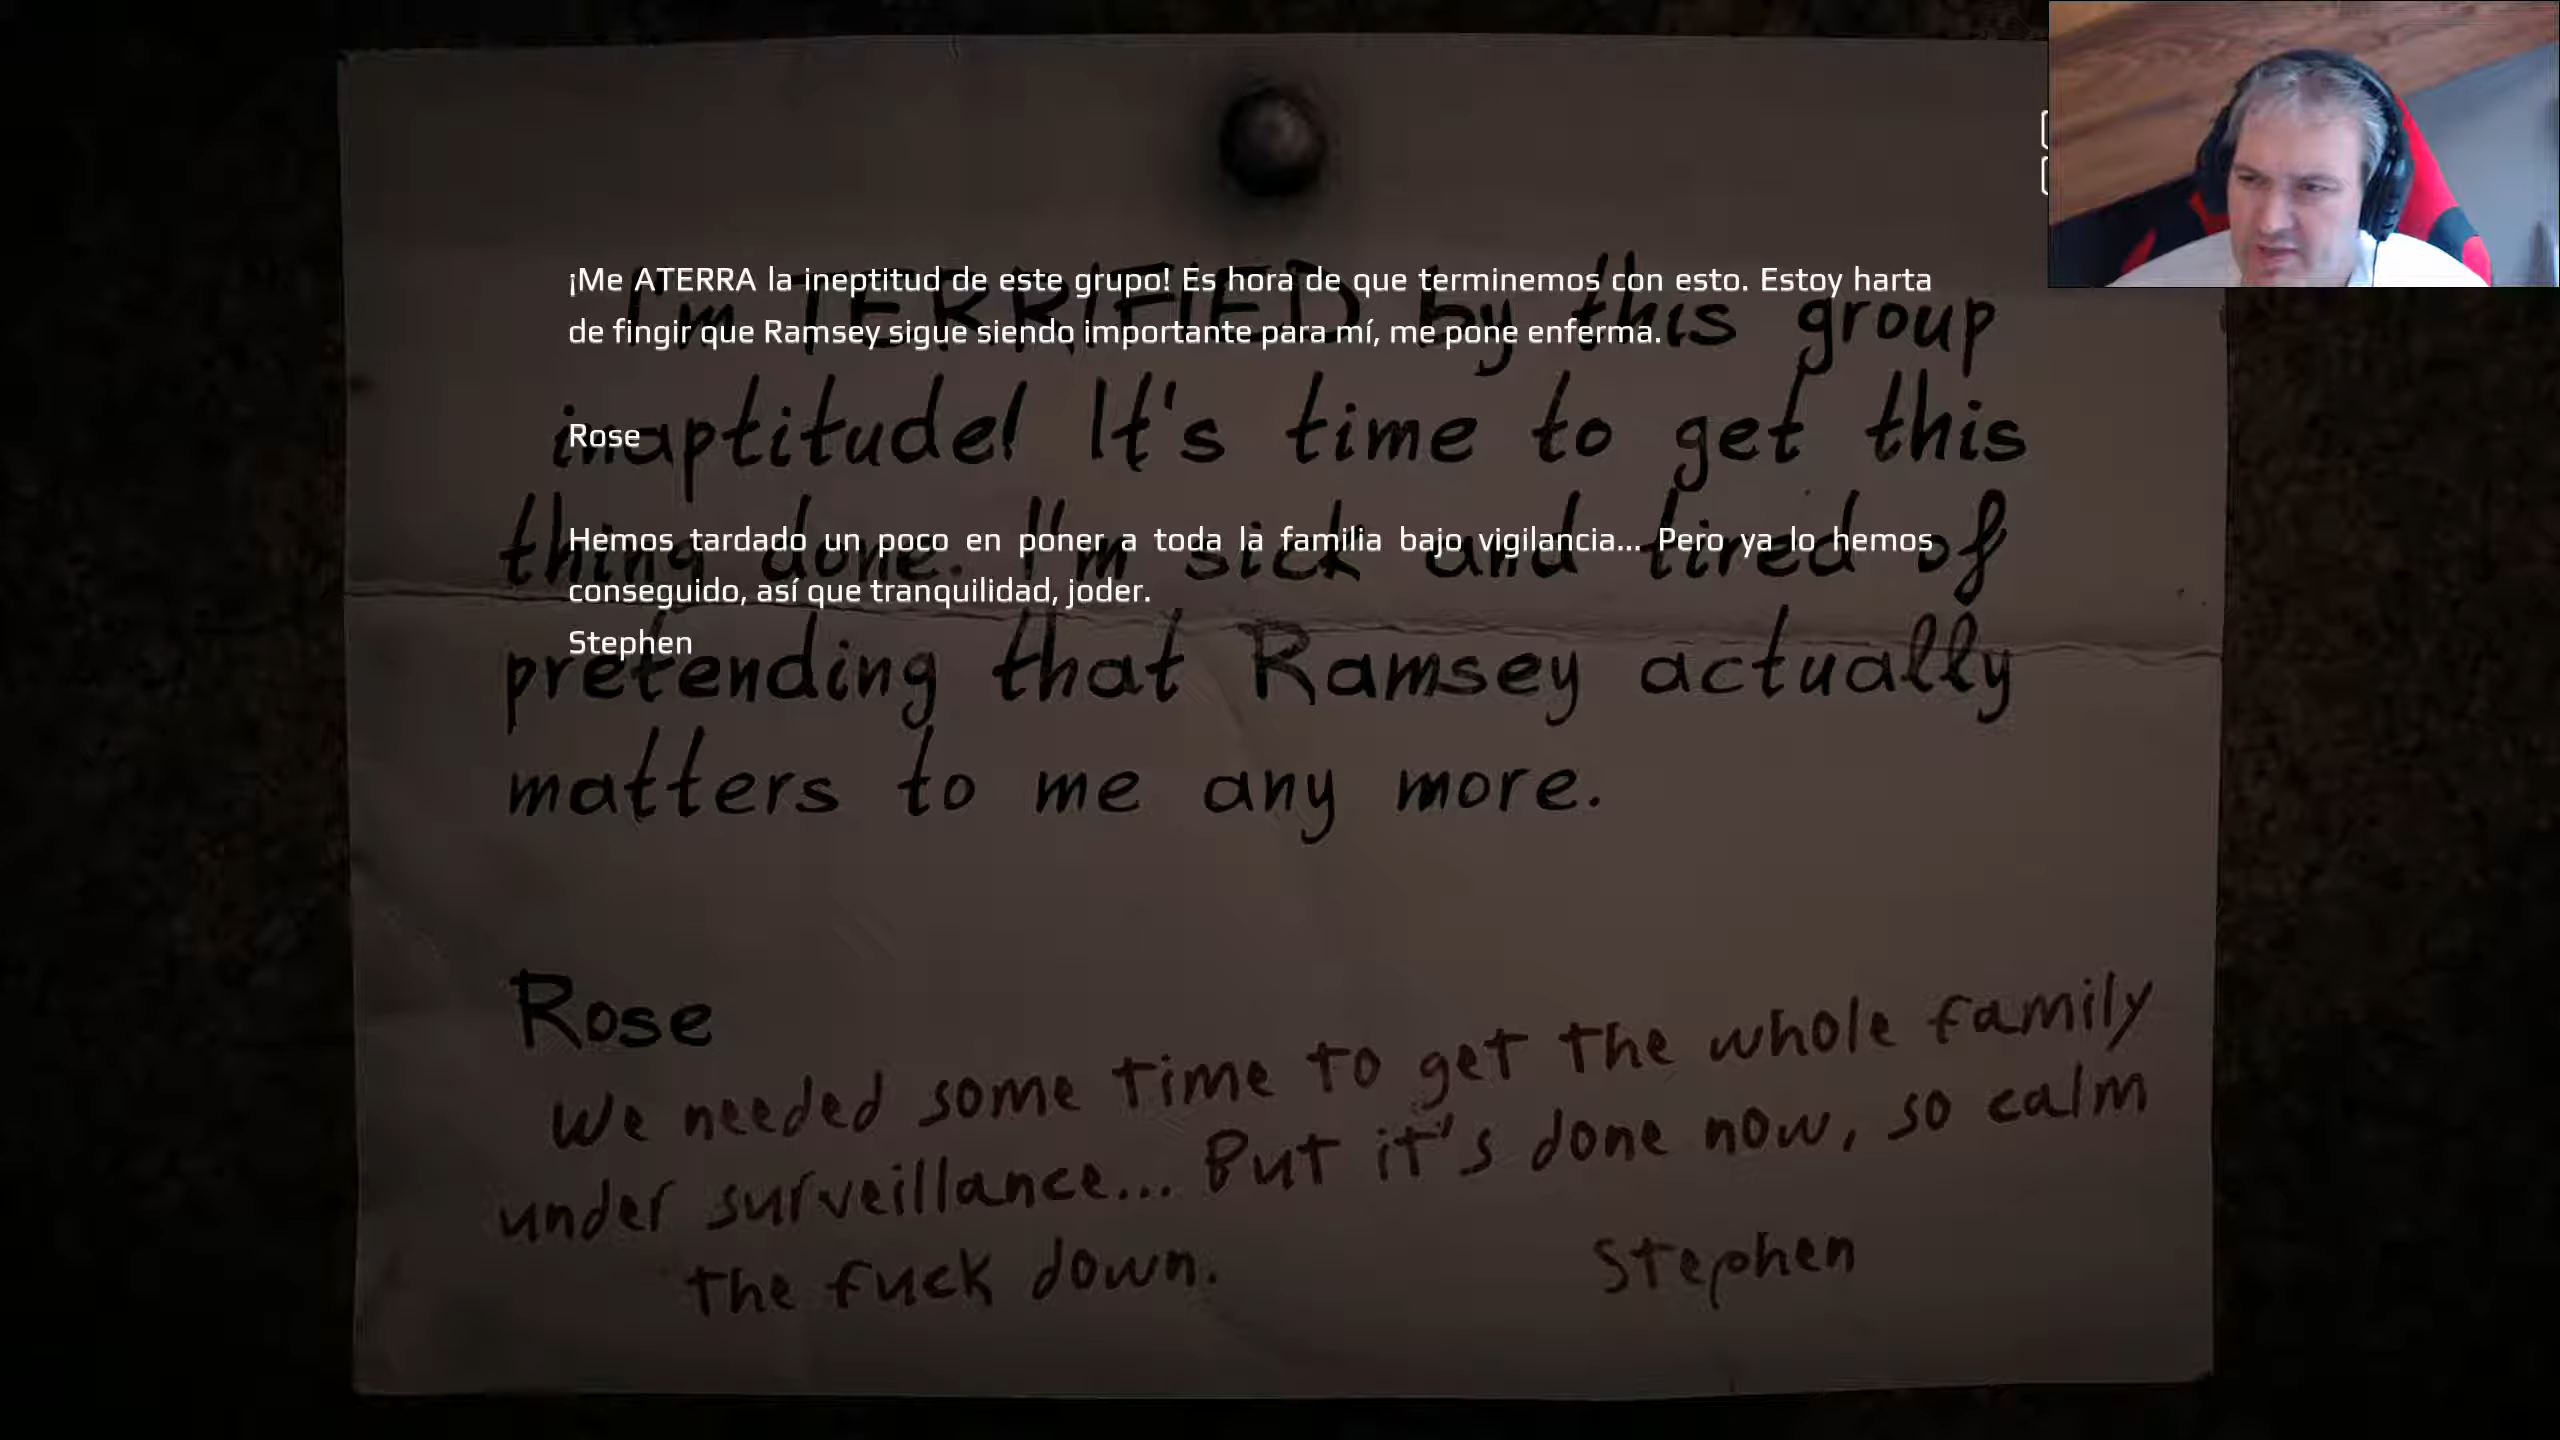 ¡Me ATERRA la ineptitud de este grupo! Es hora de que terminemos con esto. Estoy harta
de fingir que Ramsey sigue siendo importante para mí, me pone enferma.
Rose
Hemos tardado un poco en poner a toda la familia bajo vigilancia... Pero ya lo hemos
conseguido, así que tranquilidad, joder.
Stephen
I'm TERRIFIED by this group
inaptitude! It's time to get this
thing done. I'm sick and tired of
pretending that Ramsey actually
matters to me any more.
Rose
We needed some time to get the whole family
under surveillance... But it's done now, so calm
the fuck down.
Stephen